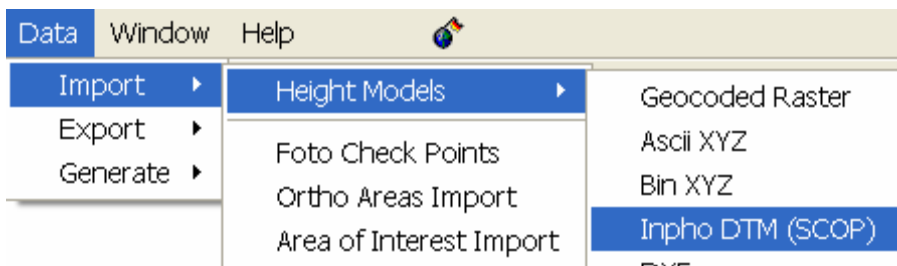 Data Window Help
Import
Export
Generate
Height Models
Foto Check Points
Ortho Areas Import
Area of Interest Import
Geocoded Raster
Ascii XYZ
Bin XYZ
Inpho DTM (SCOP)